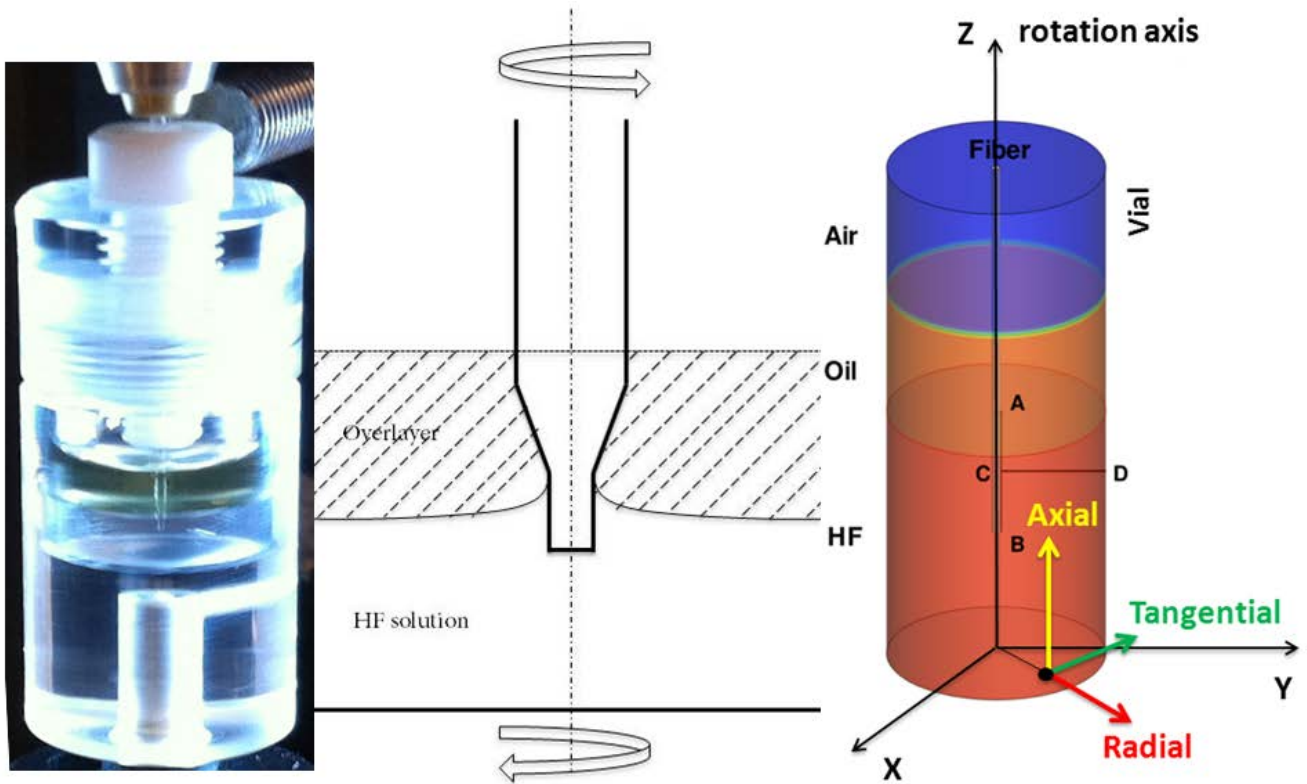 Overlayer
HF solution
Z
rotation axis
Fiber
Vial
Air
Oil
A
C
D
Axial
HF
B
Tangential
Y
Radial
X